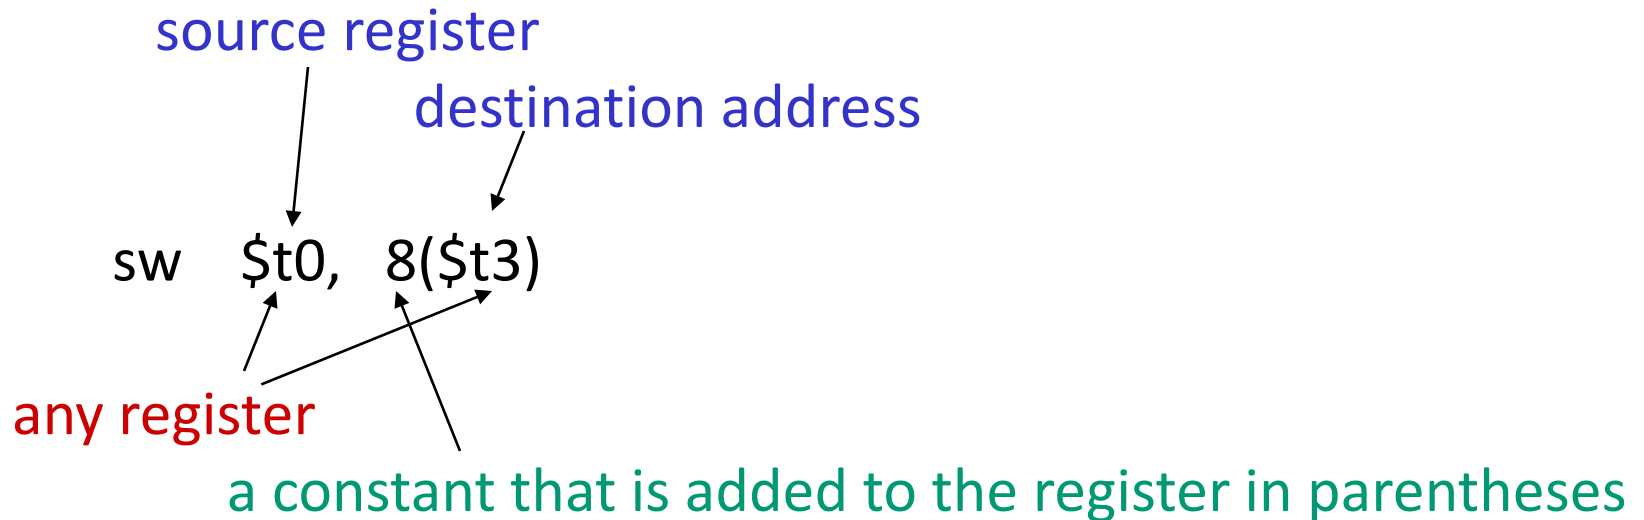 source register
destination address
sw $t0, 8($t3)
any register
a constant that is added to the register in parentheses